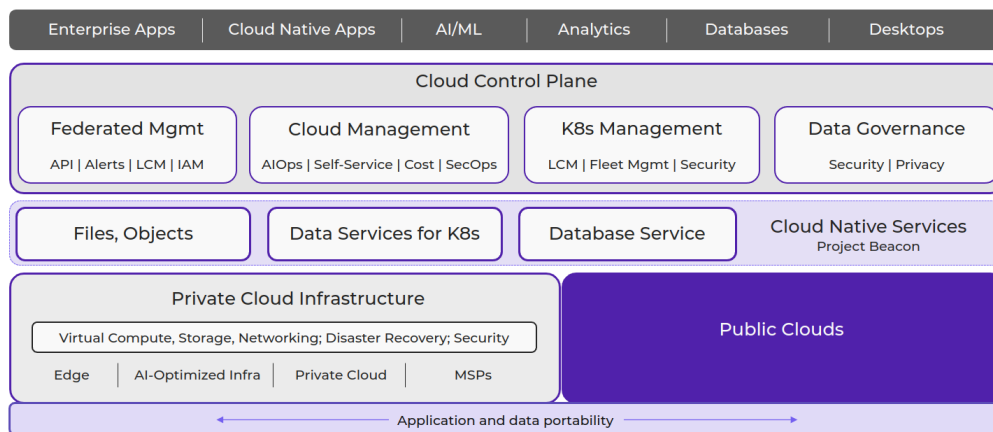 Enterprise Apps | Cloud Native Apps | AI/ML | Analytics | Databases | Desktops
Cloud Control Plane
Federated Mgmt
API | Alerts | LCM | IAM
Cloud Management
AIOps | Self-Service | Cost | SecOps
K8s Management
LCM | Fleet Mgmt | Security
Data Governance
Security | Privacy
Files, Objects
Data Services for K8s
Database Service
Cloud Native Services
Project Beacon
Private Cloud Infrastructure
Virtual Compute, Storage, Networking; Disaster Recovery; Security
Edge | AI-Optimized Infra | Private Cloud | MSPs
Public Clouds
Application and data portability